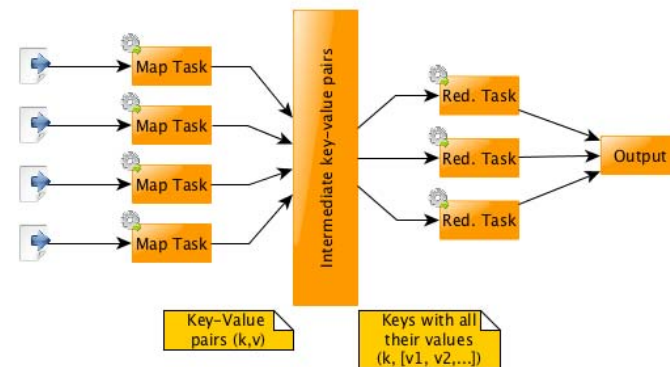 Map Task
Map Task
Map Task
Map Task
Intermediate key-value pairs
Red. Task
Red. Task
Red. Task
Output
Key-Value
pairs (k,v)
Keys with all
their values
(k, [v1, v2,...])